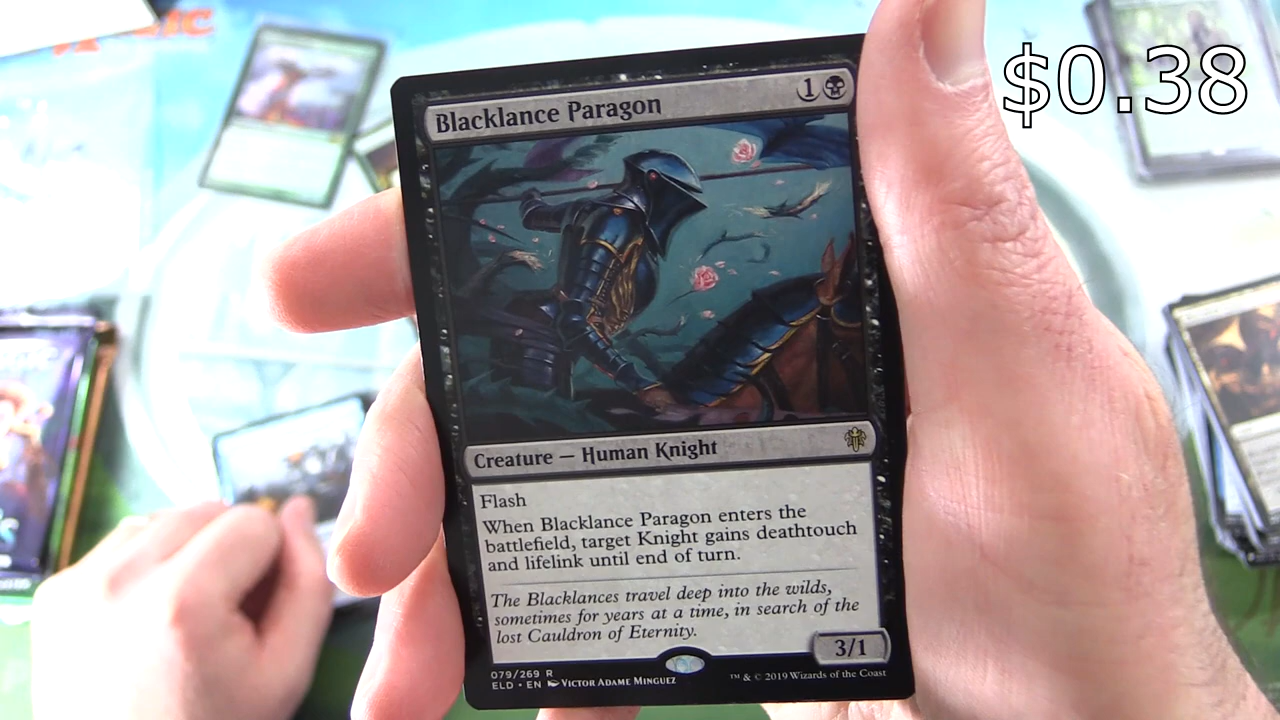 $0.38
Blacklance Paragon 1
Creature — Human Knight
Flash
When Blacklance Paragon enters the
battlefield, target Knight gains deathtouch
and lifelink until end of turn.
The Blacklances travel deep into the wilds,
sometimes for years at a time, in search of the
lost Cauldron of Eternity.
3/1
079/269 R
ELD • EN VICTOR ADAME MINGUEZ
™ & © 2019 Wizards of the Coast